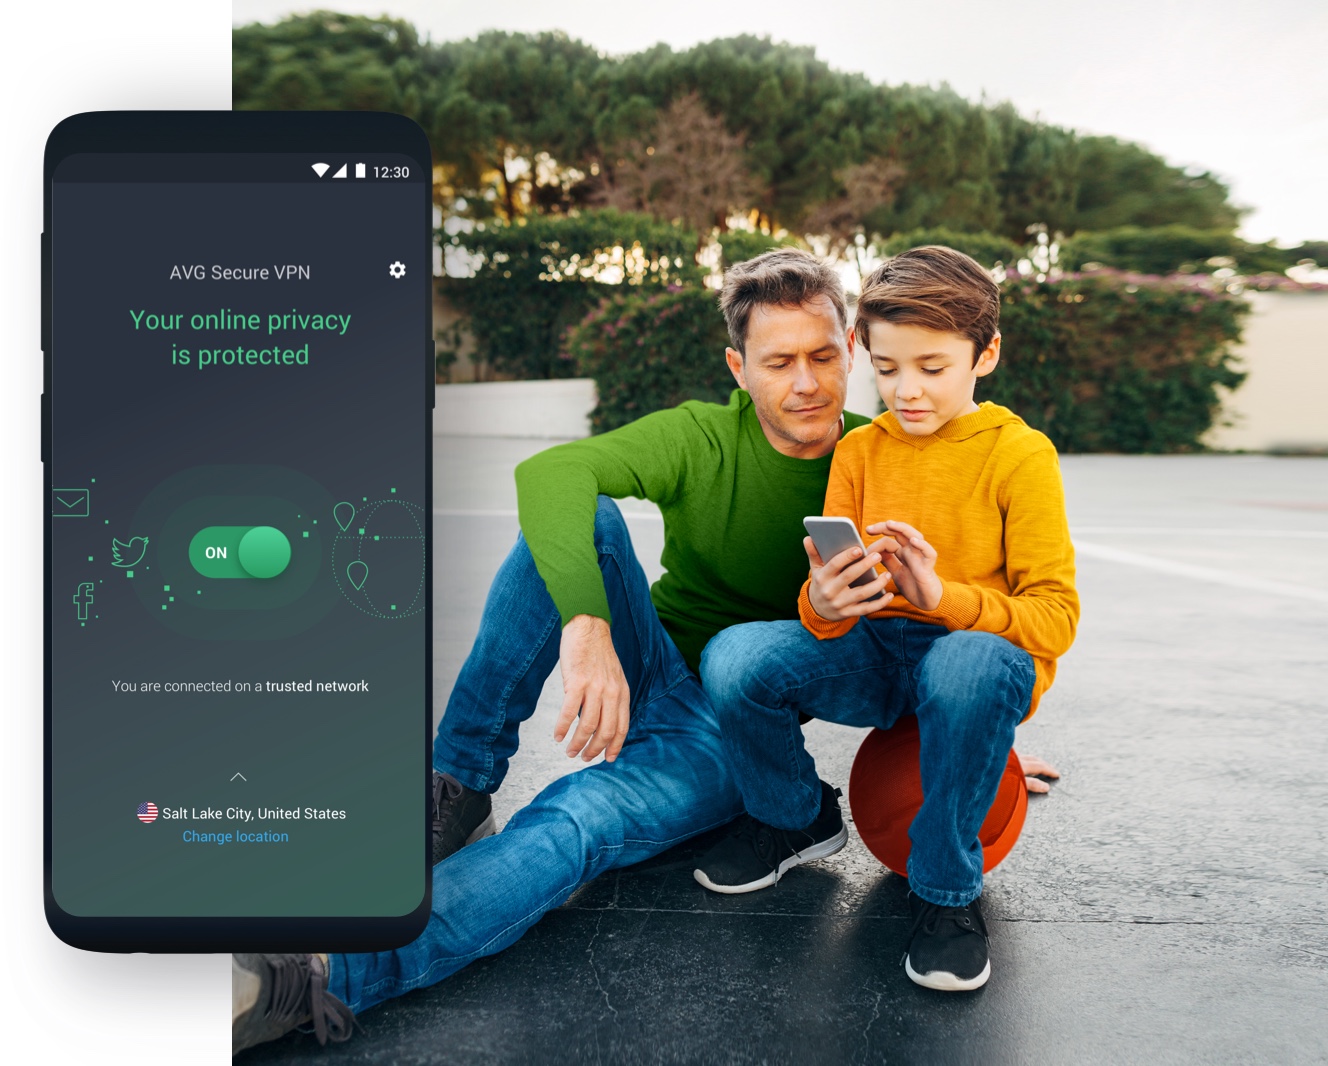 12:30
AVG Secure VPN
Your online privacy
is protected
ON
You are connected on a trusted network
Salt Lake City, United States
Change location